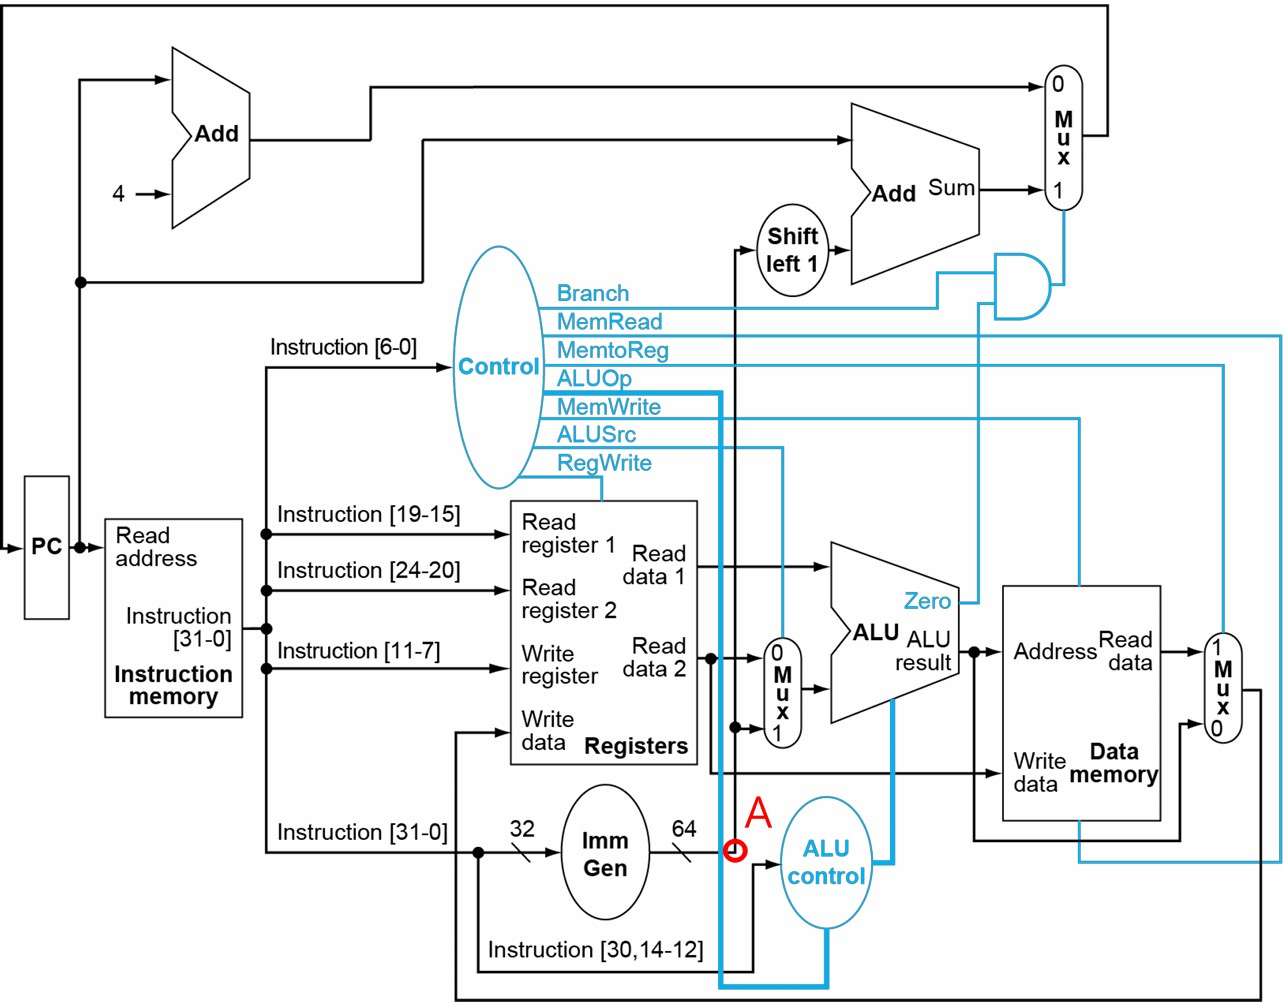 0
M
u
x
1
Add
4
Add Sum
Shift
left 1
Branch
MemRead
MemtoReg
ALUOp
MemWrite
ALUSrc
RegWrite
Control
Instruction [6-0]
PC
Read
address
Instruction
[31-0]
Instruction
memory
Instruction [19-15]
Instruction [24-20]
Instruction [11-7]
Instruction [31-0]
Read
register 1
Read
register 2
Write
register
Write
data
Read
data 1
Read
data 2
Registers
0
M
u
x
1
Zero
ALU
ALU
result
Address
Read
data
Write
data
Data
memory
1
M
u
x
0
32
Imm
Gen
64
A
ALU
control
Instruction [30,14-12]